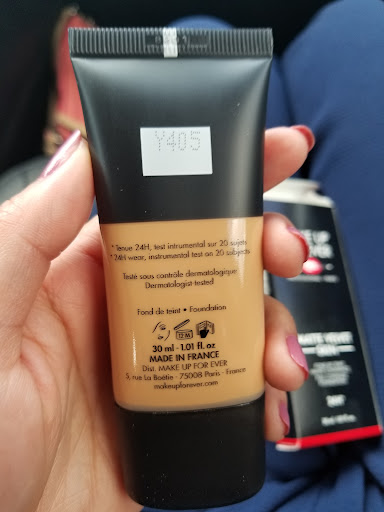 Y405
* Tenue 24H, test intrumental sur 20 sujets
* 24H wear, instrumental test on 20 subjects
Testé sous contrôle dermatologique
Dermatologist-tested
Fond de teint • Foundation
12 M
30 ml - 1.01 fl. oz
MADE IN FRANCE
Dist. MAKE UP FOR EVER
5, rue La Boétie - 75008 Paris - France
makeupforever.com